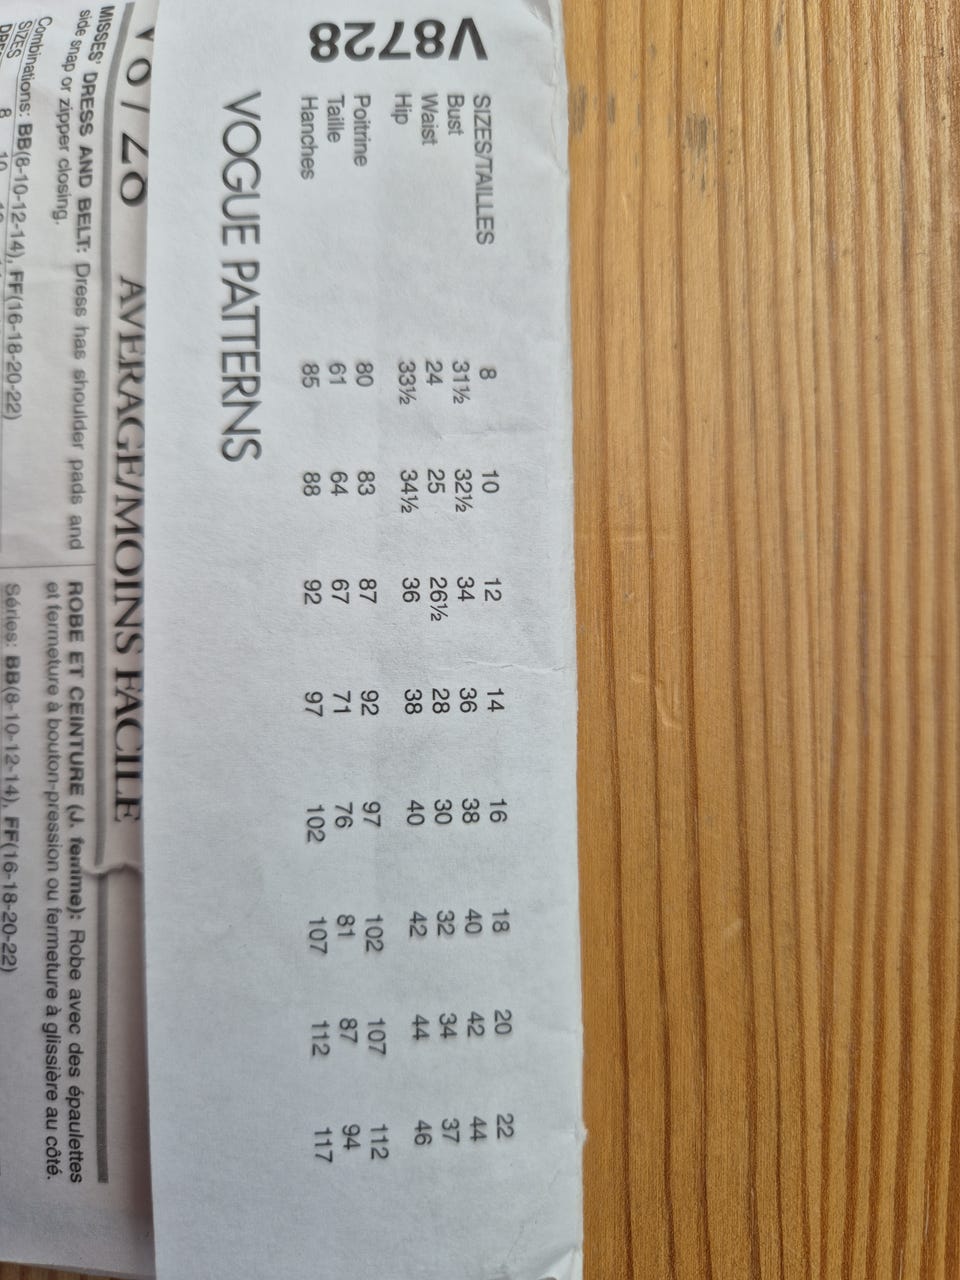 V8728
SIZES/TAILLES 8 10 12 14 16 18 20 22
Bust 31½ 32½ 34 36 38 40 42 44
Waist 24 25 26½ 28 30 32 34 37
Hip 33½ 34½ 36 38 40 42 44 46
Poitrine 80 83 87 92 97 102 107 112
Taille 61 64 67 71 76 81 87 94
Hanches 85 88 92 97 102 107 112 117
VOGUE PATTERNS
AVERAGE/MOINS FACILE
MISSES' DRESS AND BELT: Dress has shoulder pads and
side snap or zipper closing.
Combinations: BB(8-10-12-14), FF(16-18-20-22)
SIZES 8 10
ROBE ET CEINTURE (J. femme): Robe avec des épaulettes
et fermeture à bouton-pression ou fermeture à glissière au côté.
Séries: BB(8-10-12-14), FF(16-18-20-22)